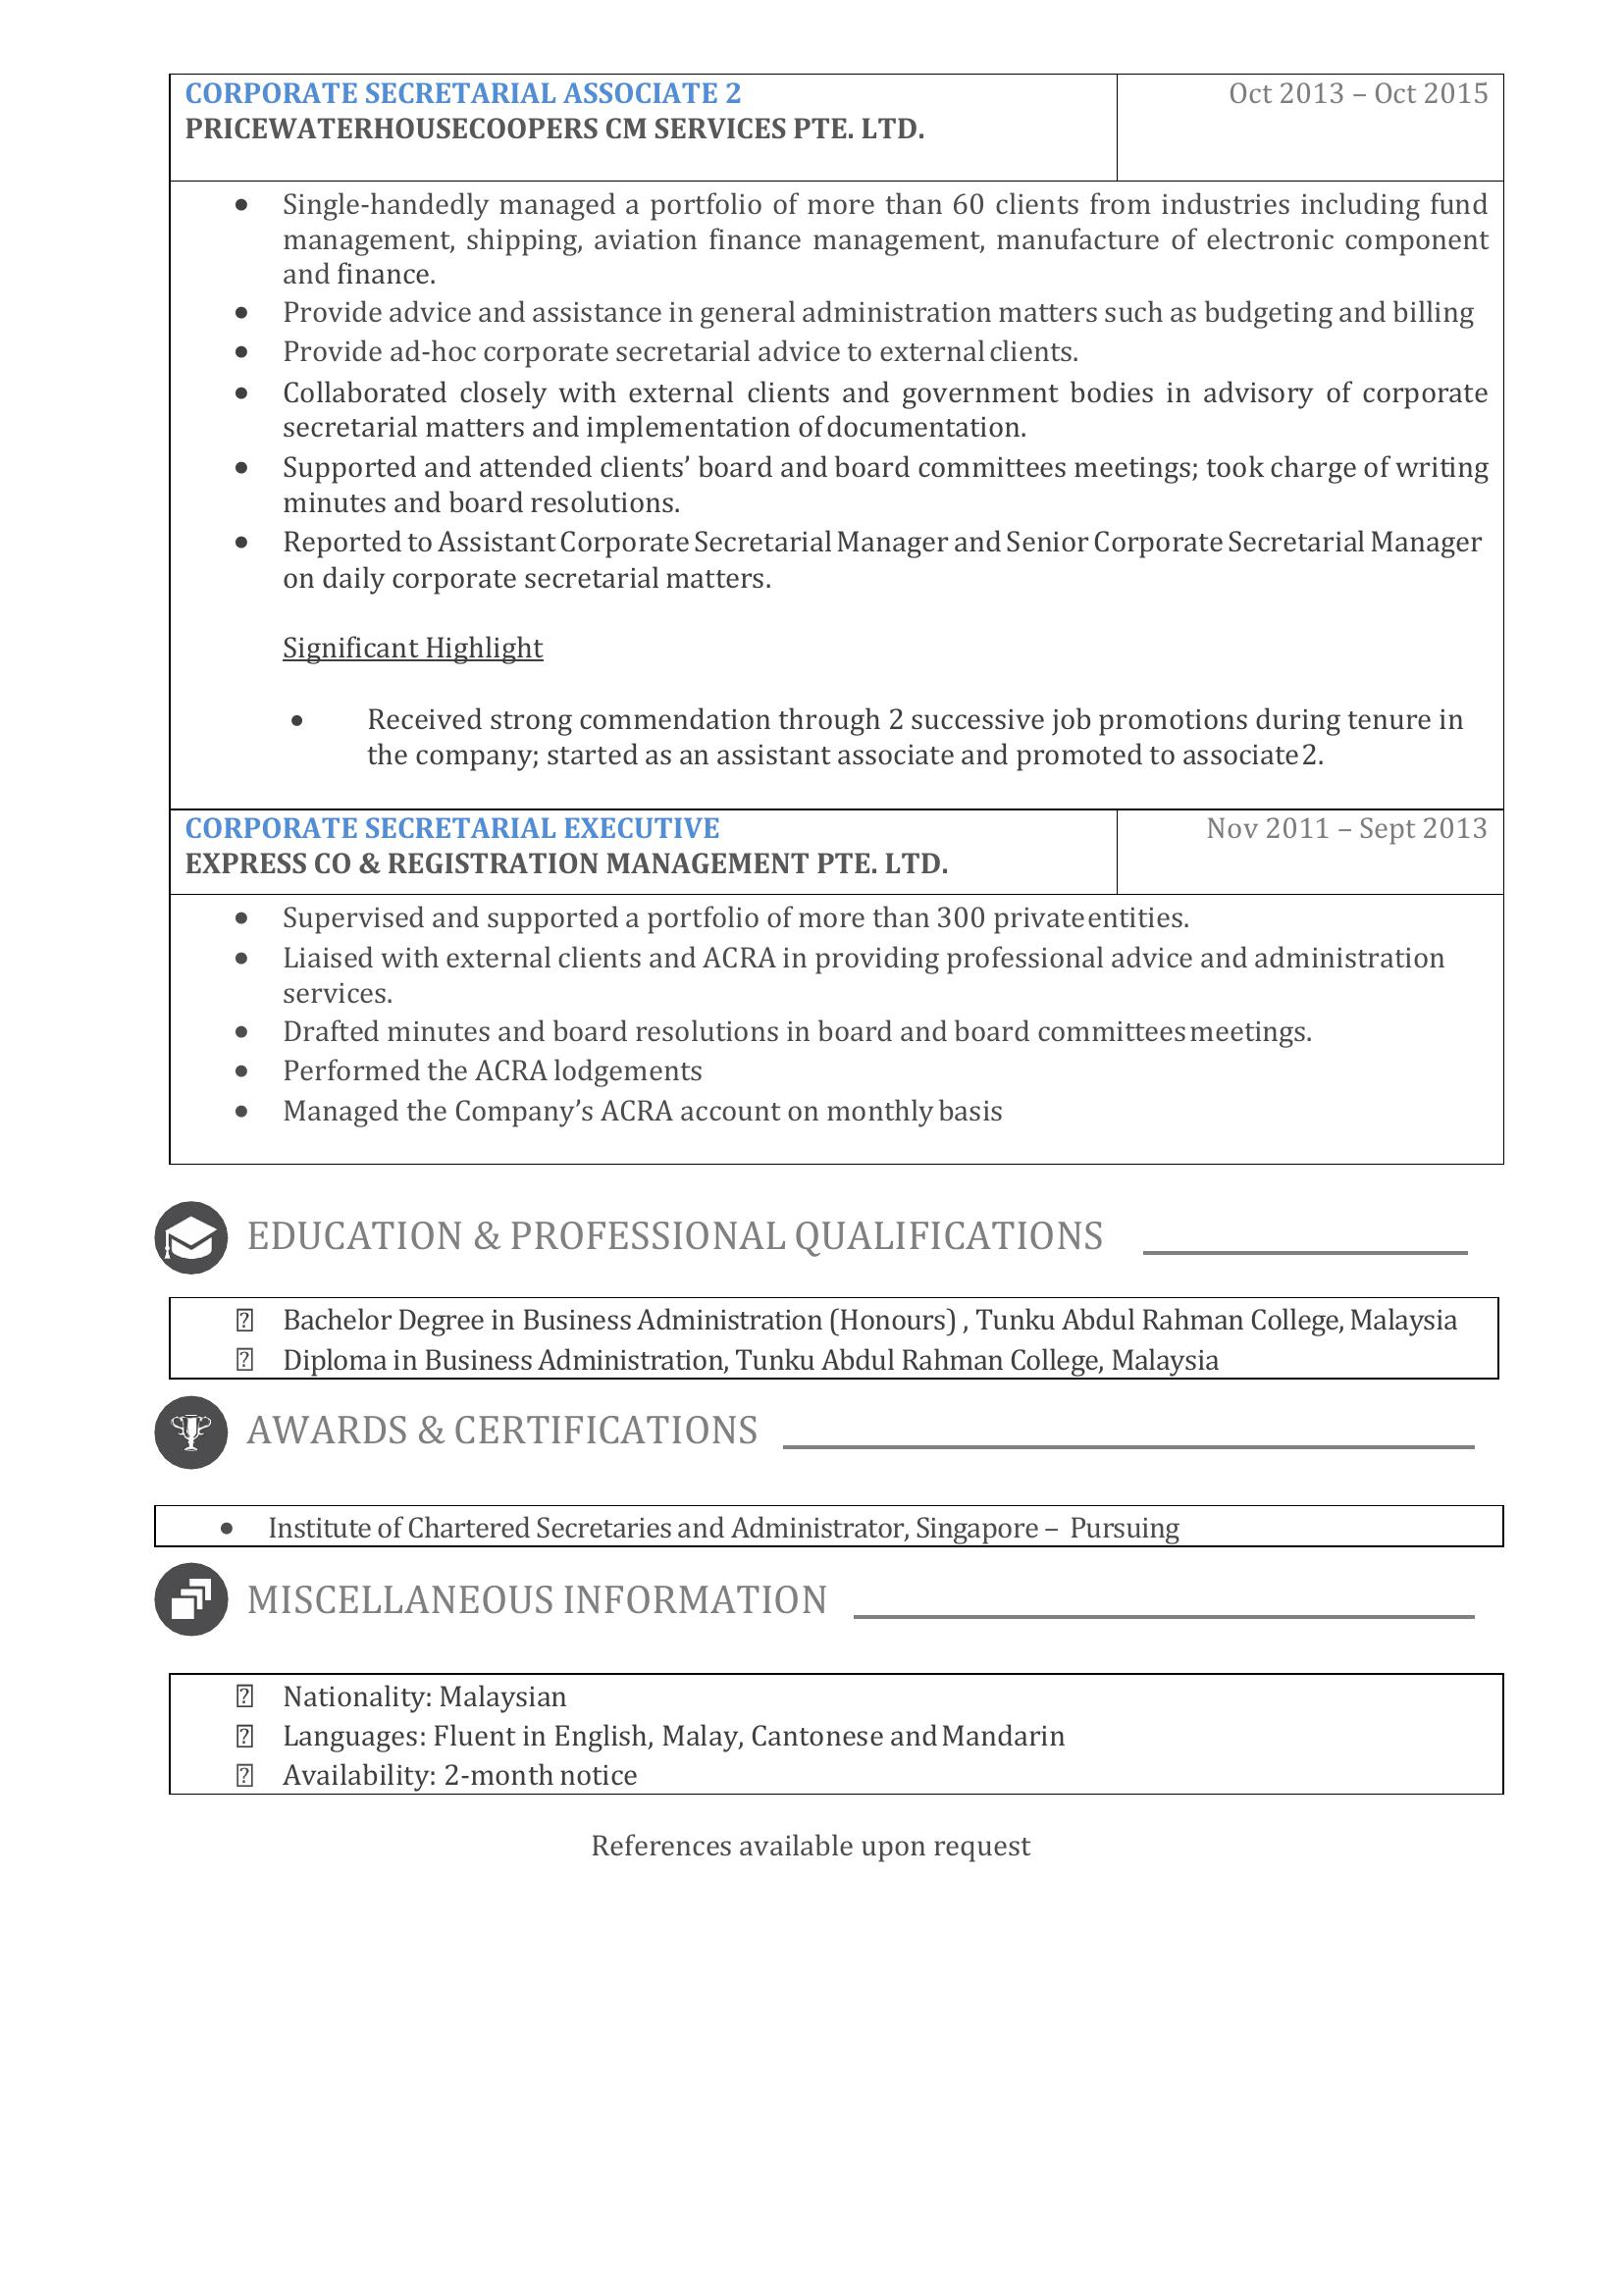 CORPORATE SECRETARIAL ASSOCIATE 2
Oct 2013 – Oct 2015
PRICEWATERHOUSECOOPERS CM SERVICES PTE. LTD.
• Single-handedly managed a portfolio of more than 60 clients from industries including fund
management, shipping, aviation finance management, manufacture of electronic component
and finance.
• Provide advice and assistance in general administration matters such as budgeting and billing
• Provide ad-hoc corporate secretarial advice to external clients.
• Collaborated closely with external clients and government bodies in advisory of corporate
secretarial matters and implementation of documentation.
• Supported and attended clients’ board and board committees meetings; took charge of writing
minutes and board resolutions.
• Reported to Assistant Corporate Secretarial Manager and Senior Corporate Secretarial Manager
on daily corporate secretarial matters.
Significant Highlight
• Received strong commendation through 2 successive job promotions during tenure in
the company; started as an assistant associate and promoted to associate 2.
CORPORATE SECRETARIAL EXECUTIVE
Nov 2011 – Sept 2013
EXPRESS CO & REGISTRATION MANAGEMENT PTE. LTD.
• Supervised and supported a portfolio of more than 300 private entities.
• Liaised with external clients and ACRA in providing professional advice and administration
services.
• Drafted minutes and board resolutions in board and board committees meetings.
• Performed the ACRA lodgements
• Managed the Company’s ACRA account on monthly basis
EDUCATION & PROFESSIONAL QUALIFICATIONS
Bachelor Degree in Business Administration (Honours) , Tunku Abdul Rahman College, Malaysia
Diploma in Business Administration, Tunku Abdul Rahman College, Malaysia
AWARDS & CERTIFICATIONS
• Institute of Chartered Secretaries and Administrator, Singapore – Pursuing
MISCELLANEOUS INFORMATION
Nationality: Malaysian
Languages: Fluent in English, Malay, Cantonese and Mandarin
Availability: 2-month notice
References available upon request